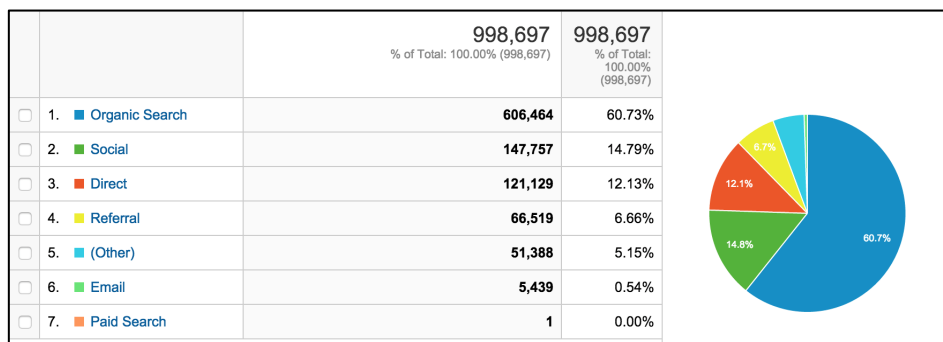 998,697
% of Total: 100.00% (998,697)
998,697
% of Total:
100.00%
(998,697)
1. Organic Search 606,464 60.73%
2. Social 147,757 14.79%
3. Direct 121,129 12.13%
4. Referral 66,519 6.66%
5. (Other) 51,388 5.15%
6. Email 5,439 0.54%
7. Paid Search 1 0.00%
6.7%
12.1%
14.8%
60.7%